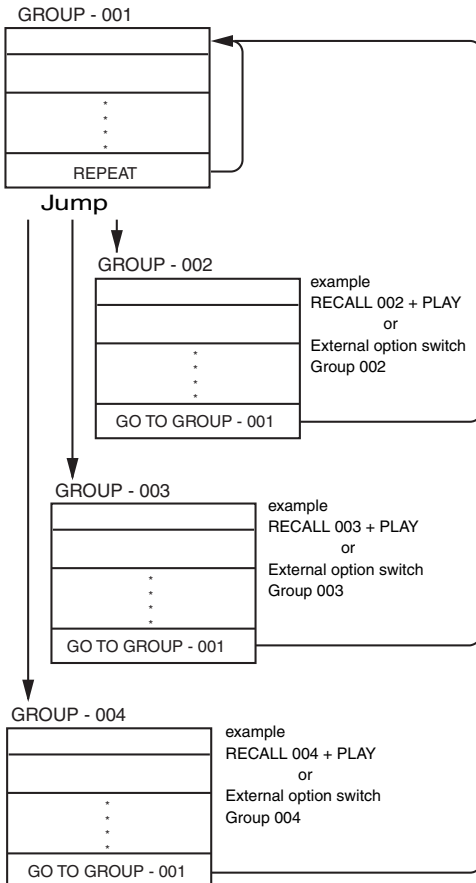 GROUP - 001
*
*
*
*
REPEAT
Jump
GROUP - 002
*
*
*
*
GO TO GROUP - 001
example
RECALL 002 + PLAY
or
External option switch
Group 002
GROUP - 003
*
*
*
*
GO TO GROUP - 001
example
RECALL 003 + PLAY
or
External option switch
Group 003
GROUP - 004
*
*
*
*
GO TO GROUP - 001
example
RECALL 004 + PLAY
or
External option switch
Group 004